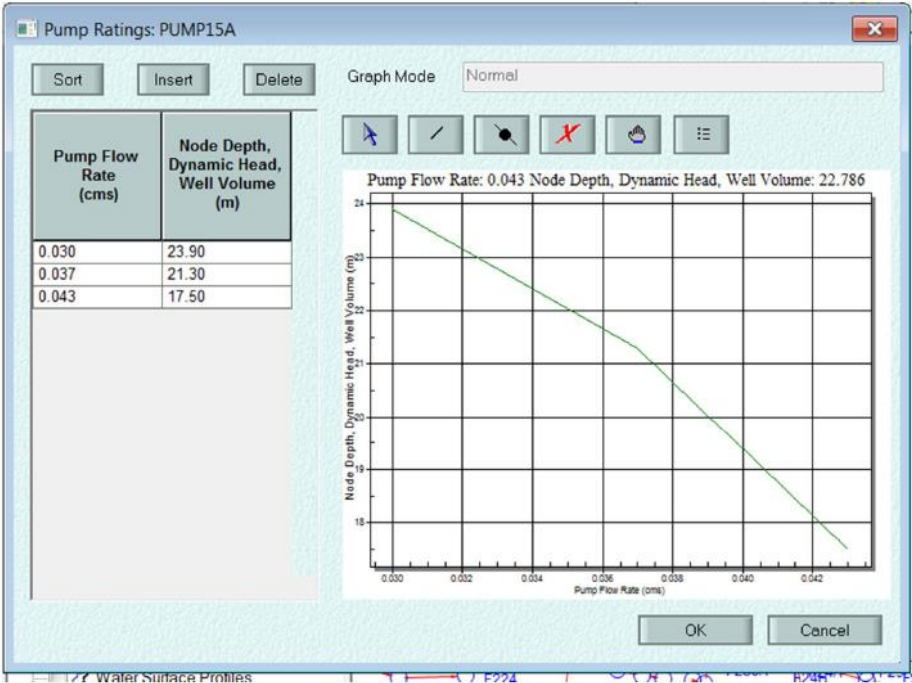 Pump Ratings: PUMP15A
Sort Insert Delete
Graph Mode Normal
Pump Flow
Rate
(cms)
Node Depth,
Dynamic Head,
Well Volume
(m)
0.030 23.90
0.037 21.30
0.043 17.50
X
Pump Flow Rate: 0.043 Node Depth, Dynamic Head, Well Volume: 22.786
Node Depth, Dynamic Head, Well Volume (m)
24
23
22
21
20
19
18
0.030 0.032 0.034 0.036 0.038 0.040 0.042
Pump Flow Rate (cms)
OK Cancel
Water Surface Profiles
F224